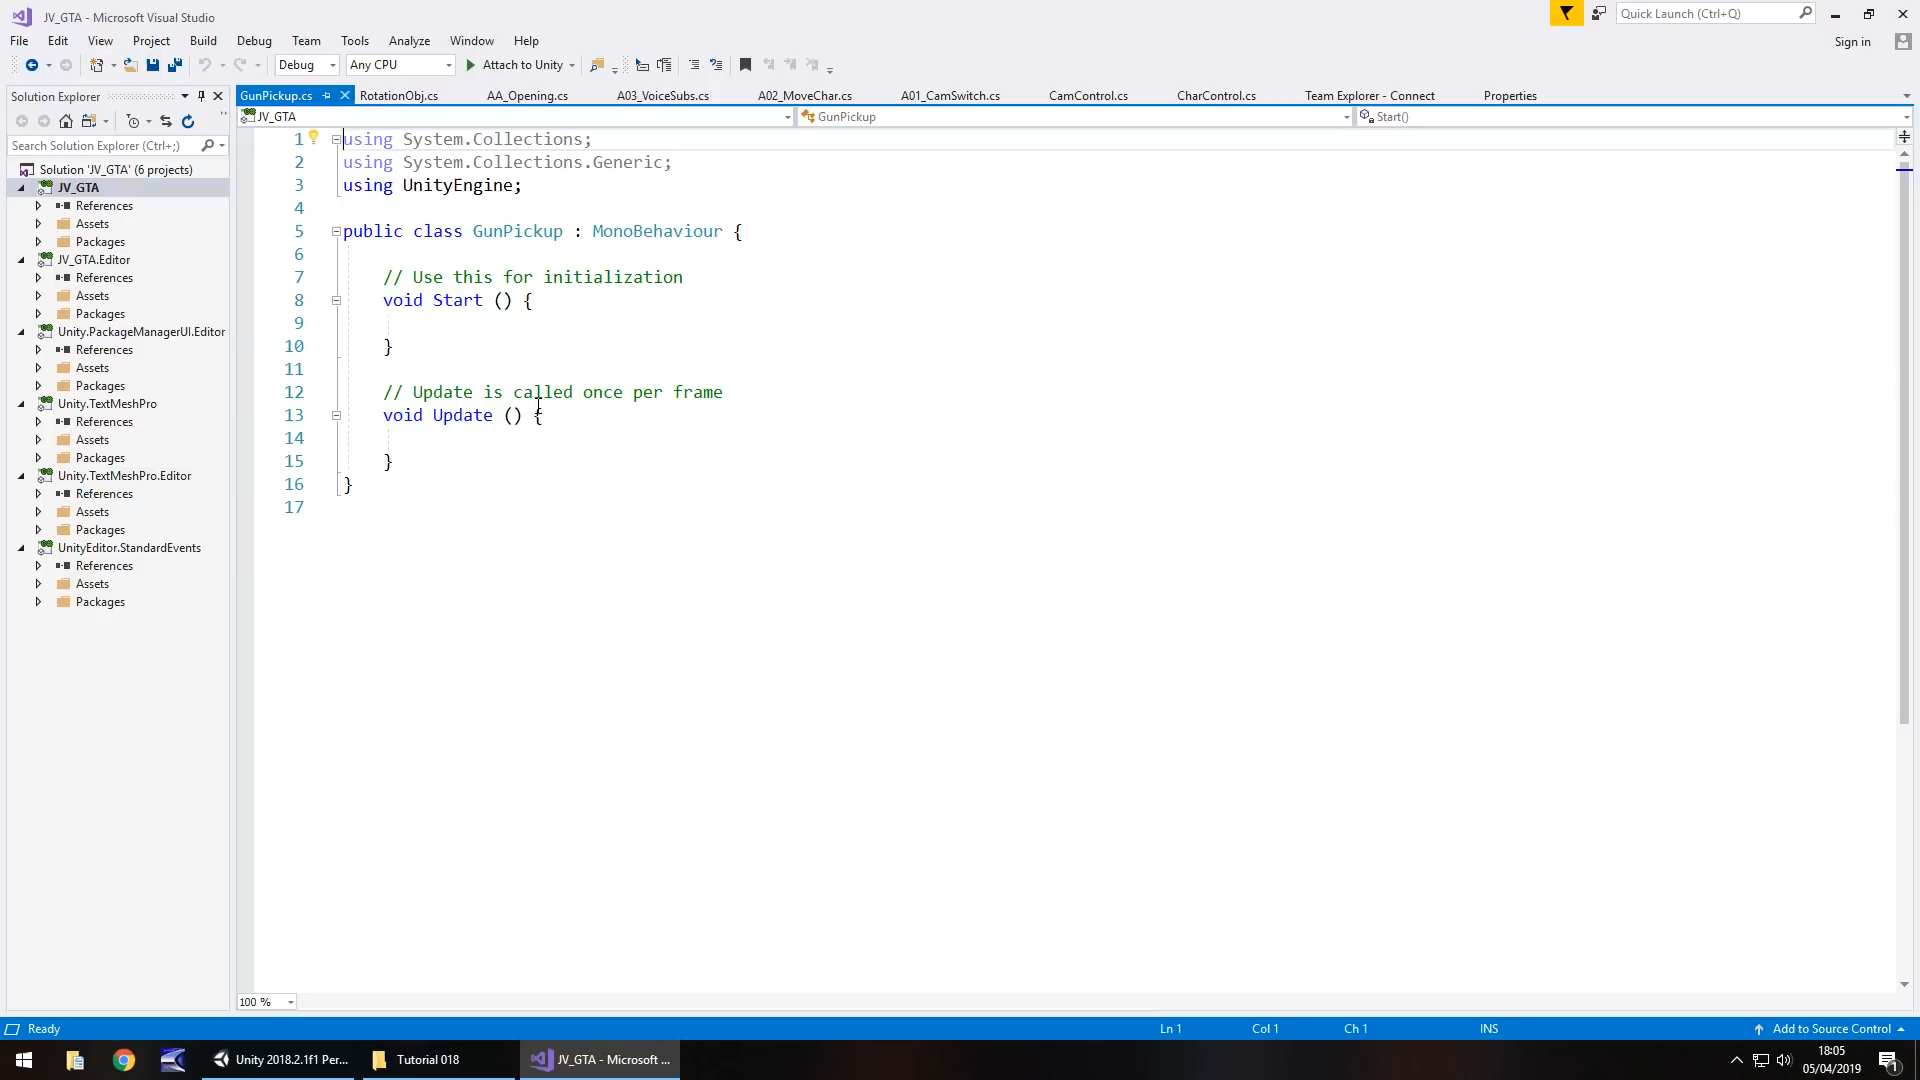 JV_GTA - Microsoft Visual Studio
Quick Launch (Ctrl+Q)
File Edit View Project Build Debug Team Tools Analyze Window Help
Sign in
Debug Any CPU Attach to Unity
Solution Explorer
GunPickup.cs RotationObj.cs AA_Opening.cs A03_VoiceSubs.cs A02_MoveChar.cs A01_CamSwitch.cs CamControl.cs CharControl.cs Team Explorer - Connect Properties
JV_GTA GunPickup Start()
Search Solution Explorer (Ctrl+;)
Solution 'JV_GTA' (6 projects)
JV_GTA
References
Assets
Packages
JV_GTA.Editor
References
Assets
Packages
Unity.PackageManagerUI.Editor
References
Assets
Packages
Unity.TextMeshPro
References
Assets
Packages
Unity.TextMeshPro.Editor
References
Assets
Packages
UnityEditor.StandardEvents
References
Assets
Packages
1 using System.Collections;
2 using System.Collections.Generic;
3 using UnityEngine;
4
5 public class GunPickup : MonoBehaviour {
6
7 // Use this for initialization
8 void Start () {
9
10 }
11
12 // Update is called once per frame
13 void Update () {
14
15 }
16 }
17
100 %
Ready Ln 1 Col 1 Ch 1 INS Add to Source Control
Unity 2018.2.1f1 Per... Tutorial 018 JV_GTA - Microsoft ...
18:05
05/04/2019
1